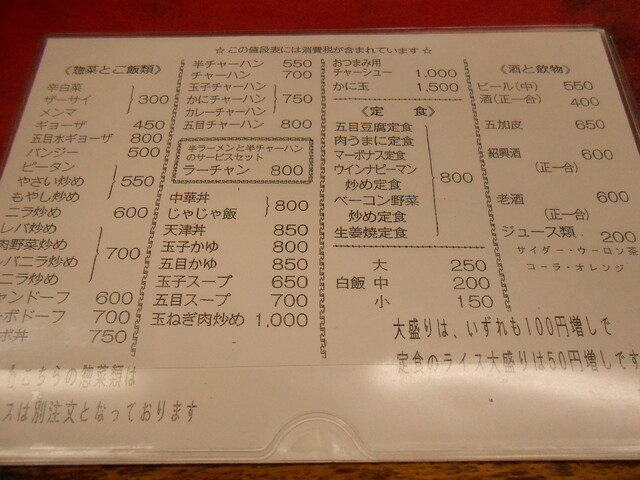 ☆ この値段表には消費税が含まれています ☆
《惣菜とご飯類》
辛白菜
ザーサイ
メンマ
300
ギョーザ 450
五目水ギョーザ 800
バンジー 500
ピータン
やさい炒め
もやし炒め
550
ニラ炒め 600
レバ炒め
肉野菜炒め
レバニラ炒め
ニラ炒め
700
ャンドーフ 600
ーボドーフ 700
ボ丼 750
半チャーハン 550
チャーハン 700
玉子チャーハン
かにチャーハン
カレーチャーハン
750
五目チャーハン 800
半ラーメンと半チャーハン
のサービスセット
ラーチャン 800
中華丼
じゃじゃ飯
800
天津丼 850
玉子かゆ 800
五目かゆ 850
玉子スープ 650
五目スープ 700
玉ねぎ肉炒め 1,000
おつまみ用
チャーシュー 1,000
かに玉 1,500
《定 食》
五目豆腐定食
肉うまに定食
マーボナス定食
ウインナピーマン
炒め定食
ベーコン野菜
炒め定食
生姜焼定食
800
大 250
白飯 中 200
小 150
《酒と飲物》
ビール(中) 550
酒(正一合) 400
五加皮 650
紹興酒 600
(正一合)
老酒 600
(正一合)
ジュース類 200
サイダー・ウーロン茶
コーラ・オレンジ
大盛りは、いずれも100円増しで
定食のライス大盛りは50円増しです
こちらの惣菜類は
スは別注文となっております